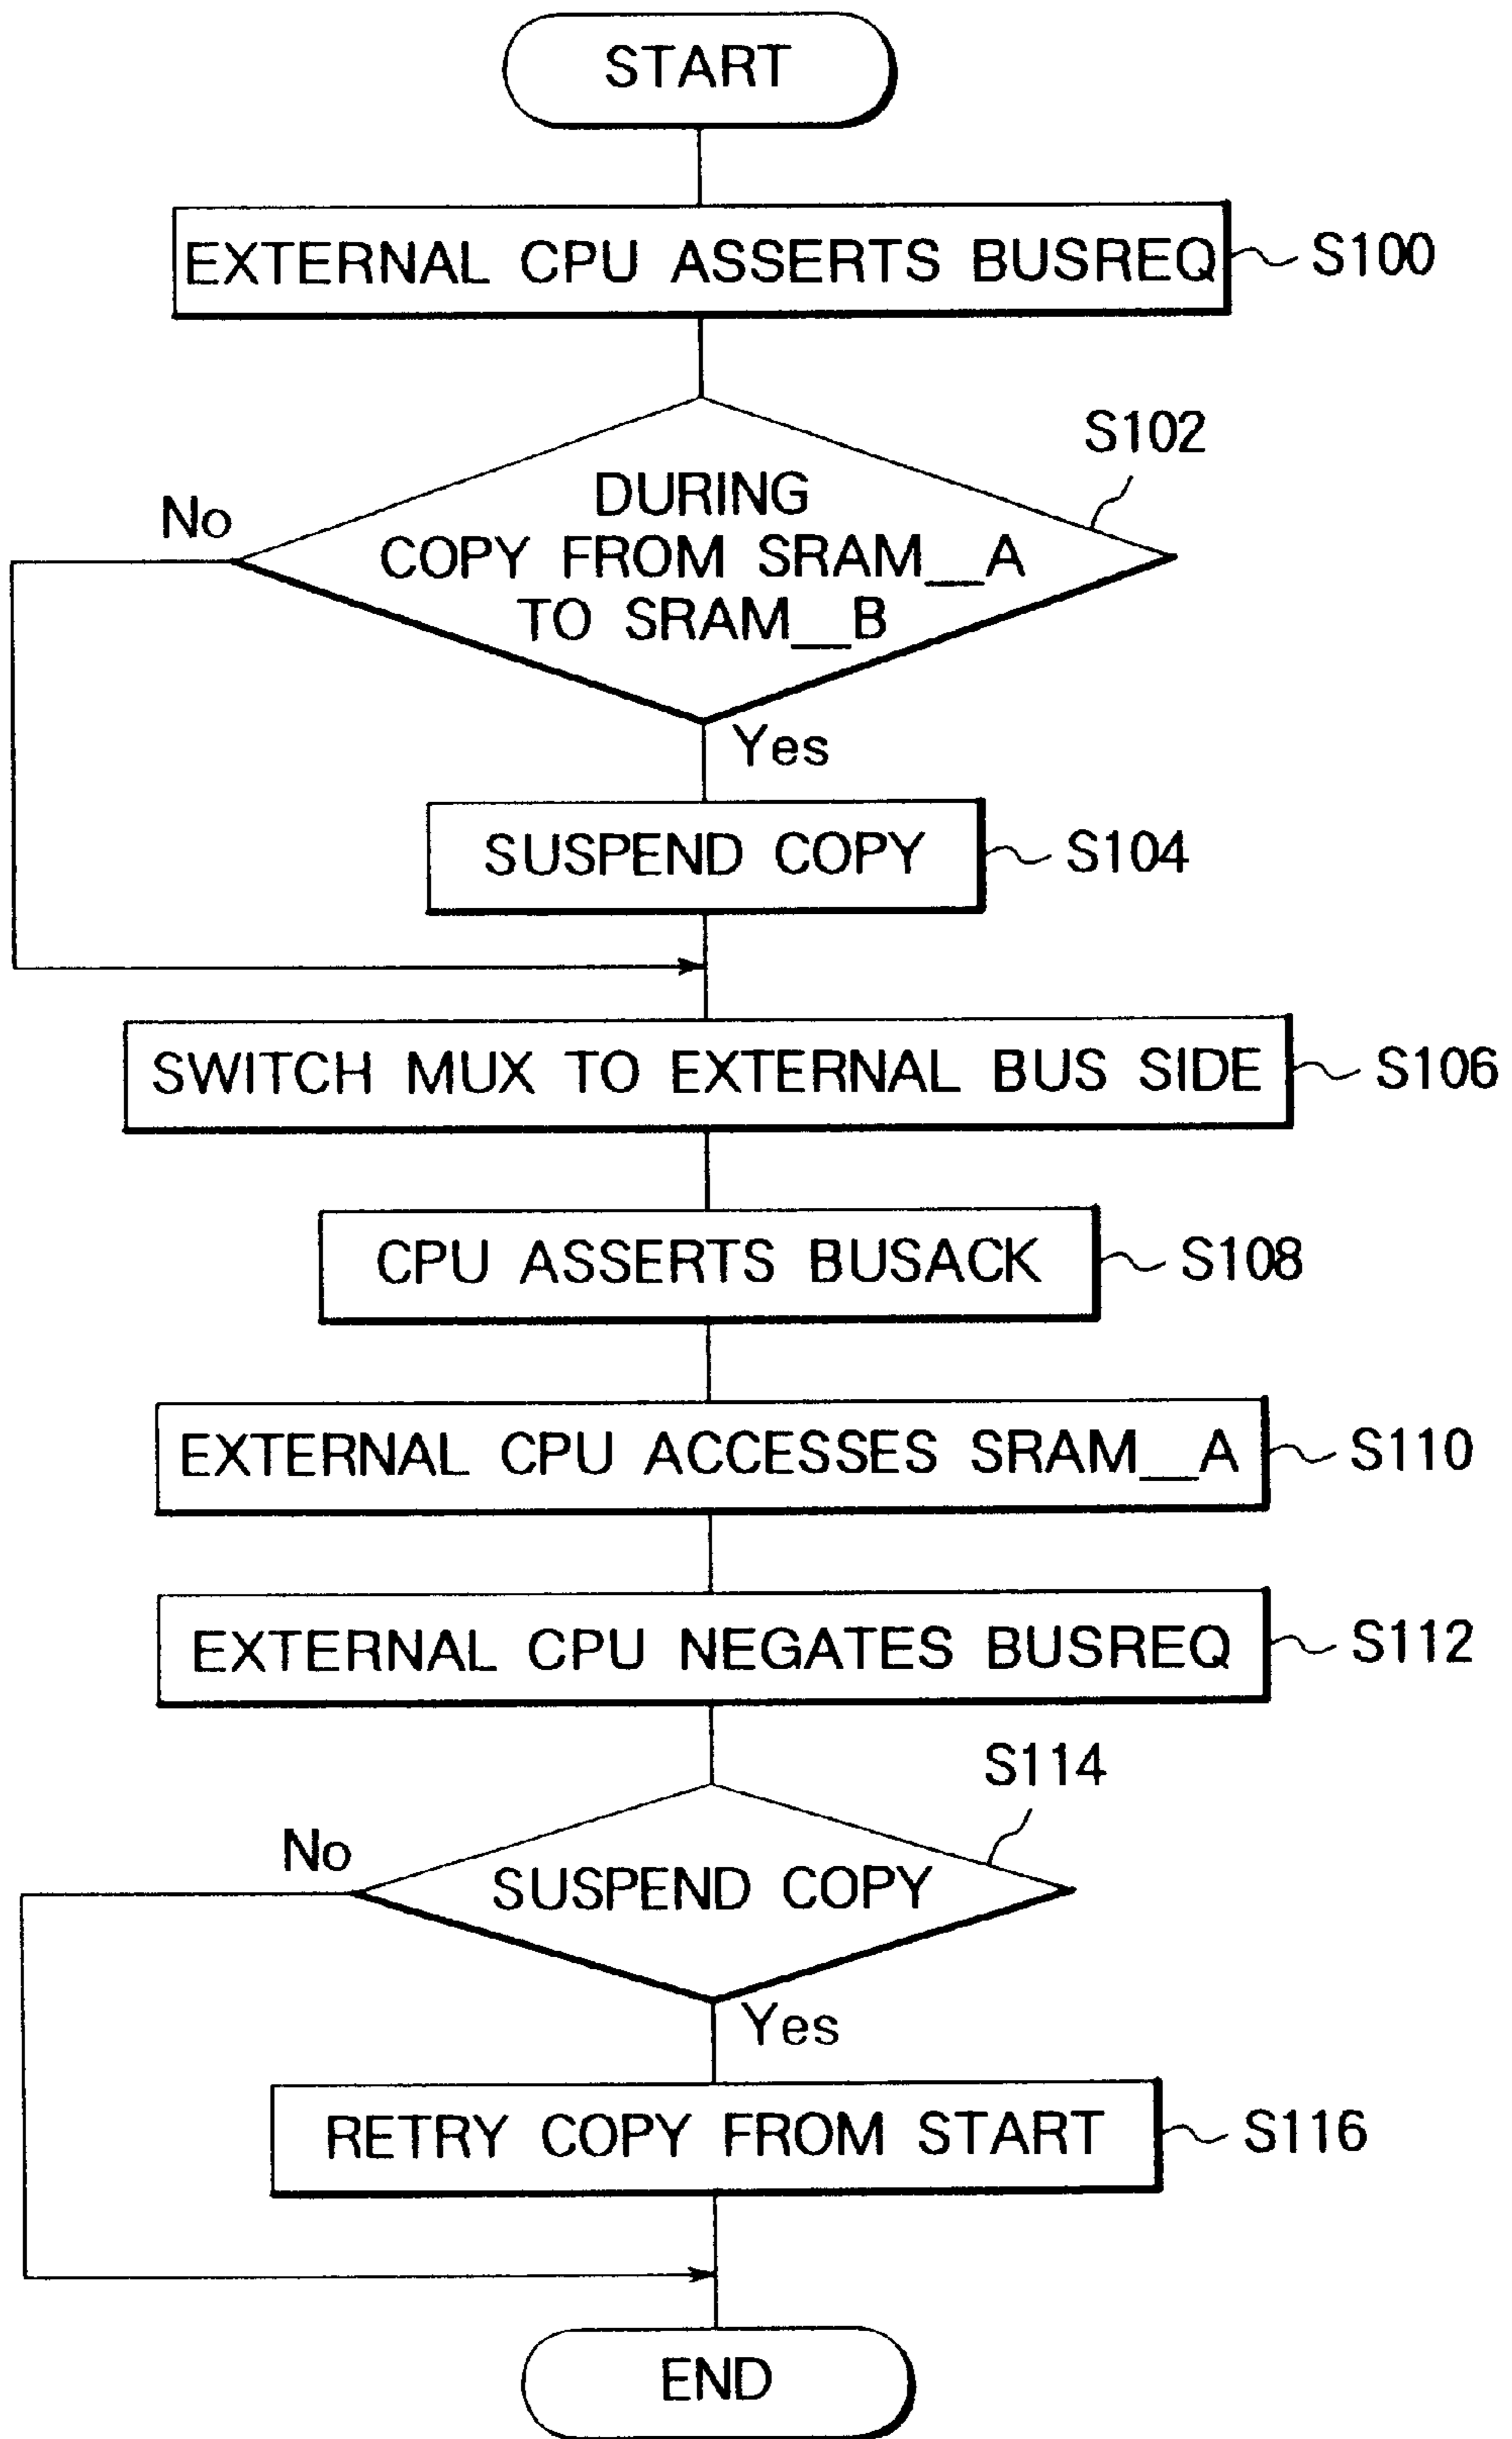 START
EXTERNAL CPU ASSERTS BUSREQ
S100
S102
No
DURING
COPY FROM SRAM__A
TO SRAM__B
Yes
SUSPEND COPY
S104
SWITCH MUX TO EXTERNAL BUS SIDE
S106
CPU ASSERTS BUSACK
S108
EXTERNAL CPU ACCESSES SRAM__A
S110
EXTERNAL CPU NEGATES BUSREQ
S112
S114
No
SUSPEND COPY
Yes
RETRY COPY FROM START
S116
END